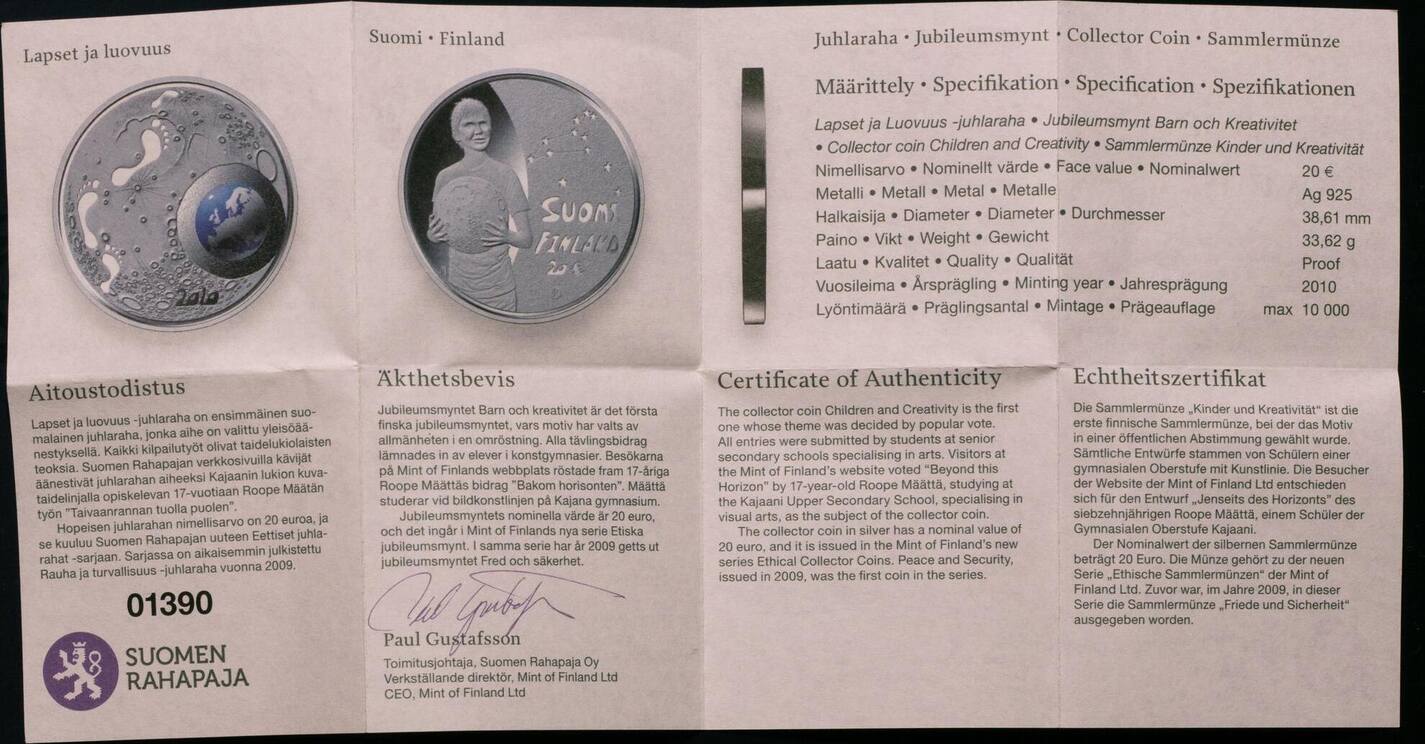 Lapset ja luovuus
2010
Suomi • Finland
SUOMI
FINLAND
20 €
Juhlaraha • Jubileumsmynt • Collector Coin • Sammlermünze
Määrittely • Specifikation • Specification • Spezifikationen
Lapset ja Luovuus -juhlaraha • Jubileumsmynt Barn och Kreativitet
• Collector coin Children and Creativity • Sammlermünze Kinder und Kreativität
Nimellisarvo • Nominellt värde • Face value • Nominalwert 20 €
Metalli • Metall • Metal • Metalle Ag 925
Halkaisija • Diameter • Diameter • Durchmesser 38,61 mm
Paino • Vikt • Weight • Gewicht 33,62 g
Laatu • Kvalitet • Quality • Qualität Proof
Vuosileima • Årsprägling • Minting year • Jahresprägung 2010
Lyöntimäärä • Präglingsantal • Mintage • Prägeauflage max 10 000
Aitoustodistus
Lapset ja luovuus -juhlaraha on ensimmäinen suo-
malainen juhlaraha, jonka aihe on valittu yleisöää-
nestyksellä. Kaikki kilpailutyöt olivat taidelukiolaisten
teoksia. Suomen Rahapajan verkkosivuilla kävijät
äänestivät juhlarahan aiheeksi Kajaanin lukion kuva-
taidelinjalla opiskelevan 17-vuotiaan Roope Määtän
työn "Taivaanrannan tuolla puolen".
Hopeisen juhlarahan nimellisarvo on 20 euroa, ja
se kuuluu Suomen Rahapajan uuteen Eettiset juhla-
rahat -sarjaan. Sarjassa on aikaisemmin julkistettu
Rauha ja turvallisuus -juhlaraha vuonna 2009.
01390
SUOMEN
RAHAPAJA
Äkthetsbevis
Jubileumsmyntet Barn och kreativitet är det första
finska jubileumsmyntet, vars motiv har valts av
allmänheten i en omröstning. Alla tävlingsbidrag
lämnades in av elever i konstgymnasier. Besökarna
på Mint of Finlands webbplats röstade fram 17-åriga
Roope Määttäs bidrag "Bakom horisonten". Määttä
studerar vid bildkonstlinjen på Kajana gymnasium.
Jubileumsmyntets nominella värde är 20 euro,
och det ingår i Mint of Finlands nya serie Etiska
jubileumsmynt. I samma serie har år 2009 getts ut
jubileumsmyntet Fred och säkerhet.
Paul Gustafsson
Toimitusjohtaja, Suomen Rahapaja Oy
Verkställande direktör, Mint of Finland Ltd
CEO, Mint of Finland Ltd
Certificate of Authenticity
The collector coin Children and Creativity is the first
one whose theme was decided by popular vote.
All entries were submitted by students at senior
secondary schools specialising in arts. Visitors at
the Mint of Finland's website voted "Beyond this
Horizon" by 17-year-old Roope Määttä, studying at
the Kajaani Upper Secondary School, specialising in
visual arts, as the subject of the collector coin.
The collector coin in silver has a nominal value of
20 euro, and it is issued in the Mint of Finland's new
series Ethical Collector Coins. Peace and Security,
issued in 2009, was the first coin in the series.
Echtheitszertifikat
Die Sammlermünze „Kinder und Kreativität" ist die
erste finnische Sammlermünze, bei der das Motiv
in einer öffentlichen Abstimmung gewählt wurde.
Sämtliche Entwürfe stammen von Schülern einer
gymnasialen Oberstufe mit Kunstlinie. Die Besucher
der Website der Mint of Finland Ltd entschieden
sich für den Entwurf „Jenseits des Horizonts" des
siebzehnjährigen Roope Määttä, einem Schüler der
Gymnasialen Oberstufe Kajaani.
Der Nominalwert der silbernen Sammlermünze
beträgt 20 Euro. Die Münze gehört zu der neuen
Serie „Ethische Sammlermünzen" der Mint of
Finland Ltd. Zuvor war, im Jahre 2009, in dieser
Serie die Sammlermünze „Friede und Sicherheit"
ausgegeben worden.